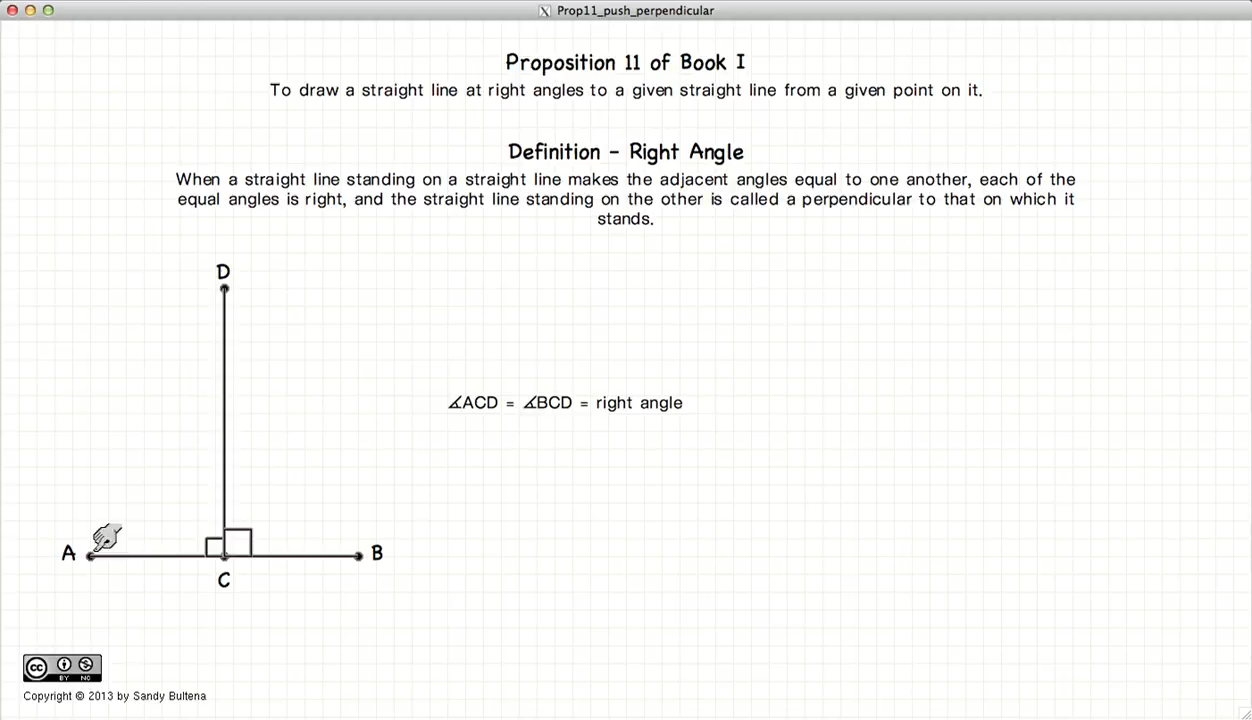 Prop11_push_perpendicular
Proposition 11 of Book I
To draw a straight line at right angles to a given straight line from a given point on it.
Definition - Right Angle
When a straight line standing on a straight line makes the adjacent angles equal to one another, each of the
equal angles is right, and the straight line standing on the other is called a perpendicular to that on which it
stands.
D
∡ACD = ∡BCD = right angle
A
B
C
cc
BY NC
Copyright © 2013 by Sandy Bultena